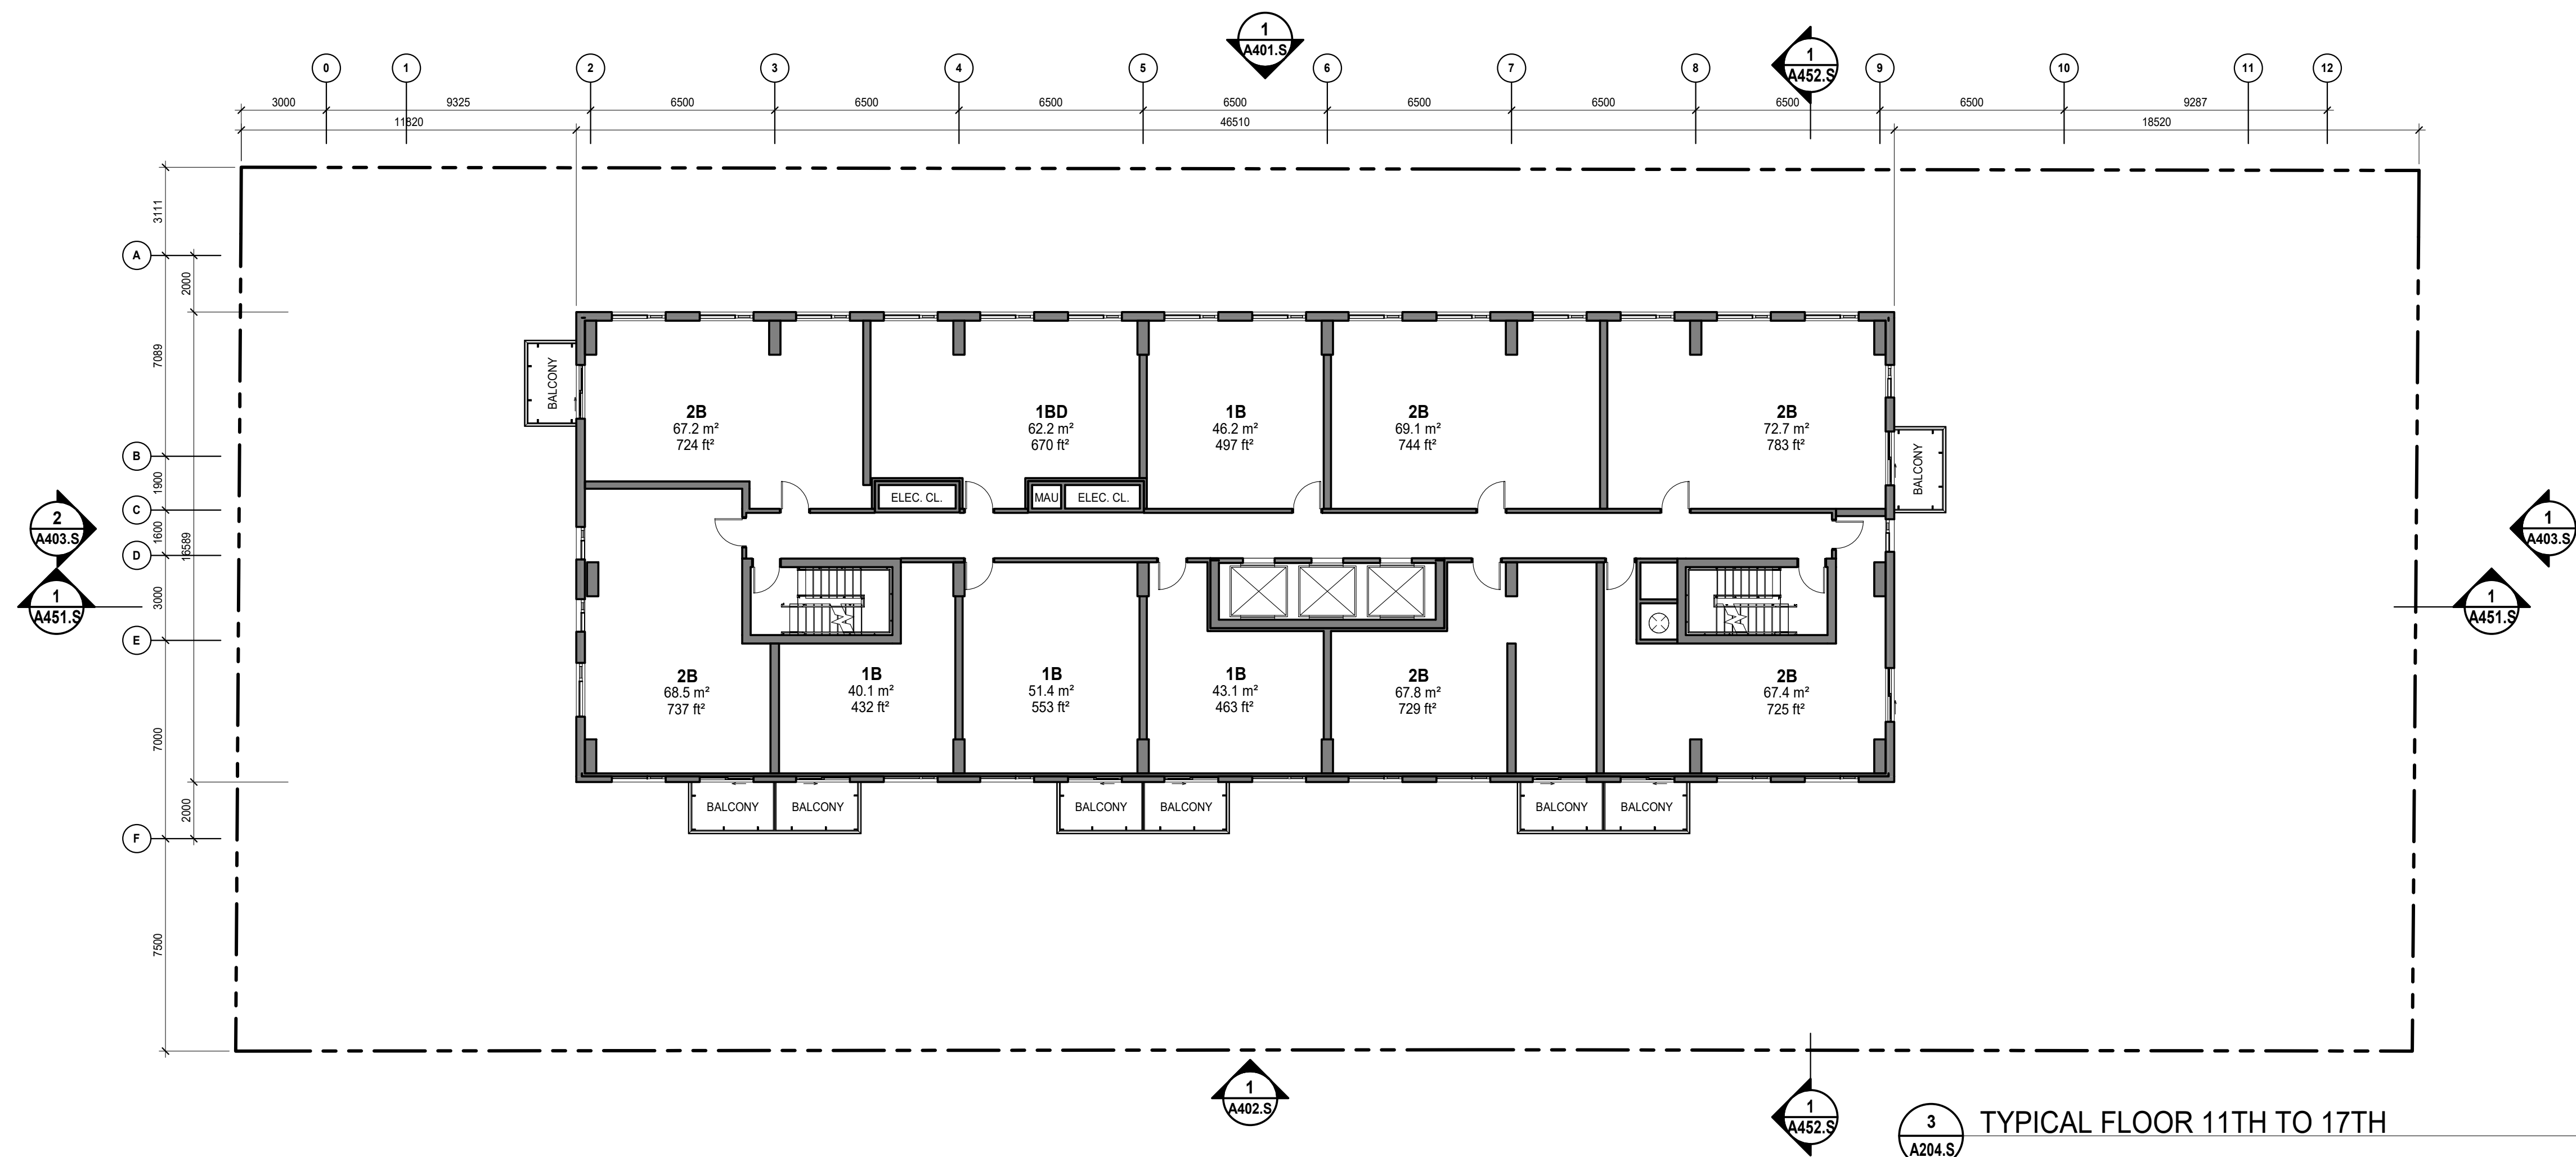 1
A401.S
1
A452.S
0 1 2 3 4 5 6 7 8 9 10 11 12
3000 9325 6500 6500 6500 6500 6500 6500 6500 6500 9287
11820 46510 18520
3111
A
2000
7089
B
1900
C
1600
D
16589
3000
E
7000
2000
F
7500
2
A403.S
1
A451.S
1
A403.S
1
A451.S
BALCONY
2B
67.2 m²
724 ft²
1BD
62.2 m²
670 ft²
1B
46.2 m²
497 ft²
2B
69.1 m²
744 ft²
2B
72.7 m²
783 ft²
BALCONY
ELEC. CL.
MAU
ELEC. CL.
2B
68.5 m²
737 ft²
1B
40.1 m²
432 ft²
1B
51.4 m²
553 ft²
1B
43.1 m²
463 ft²
2B
67.8 m²
729 ft²
2B
67.4 m²
725 ft²
BALCONY BALCONY BALCONY BALCONY BALCONY BALCONY
1
A402.S
1
A452.S
3
A204.S
TYPICAL FLOOR 11TH TO 17TH